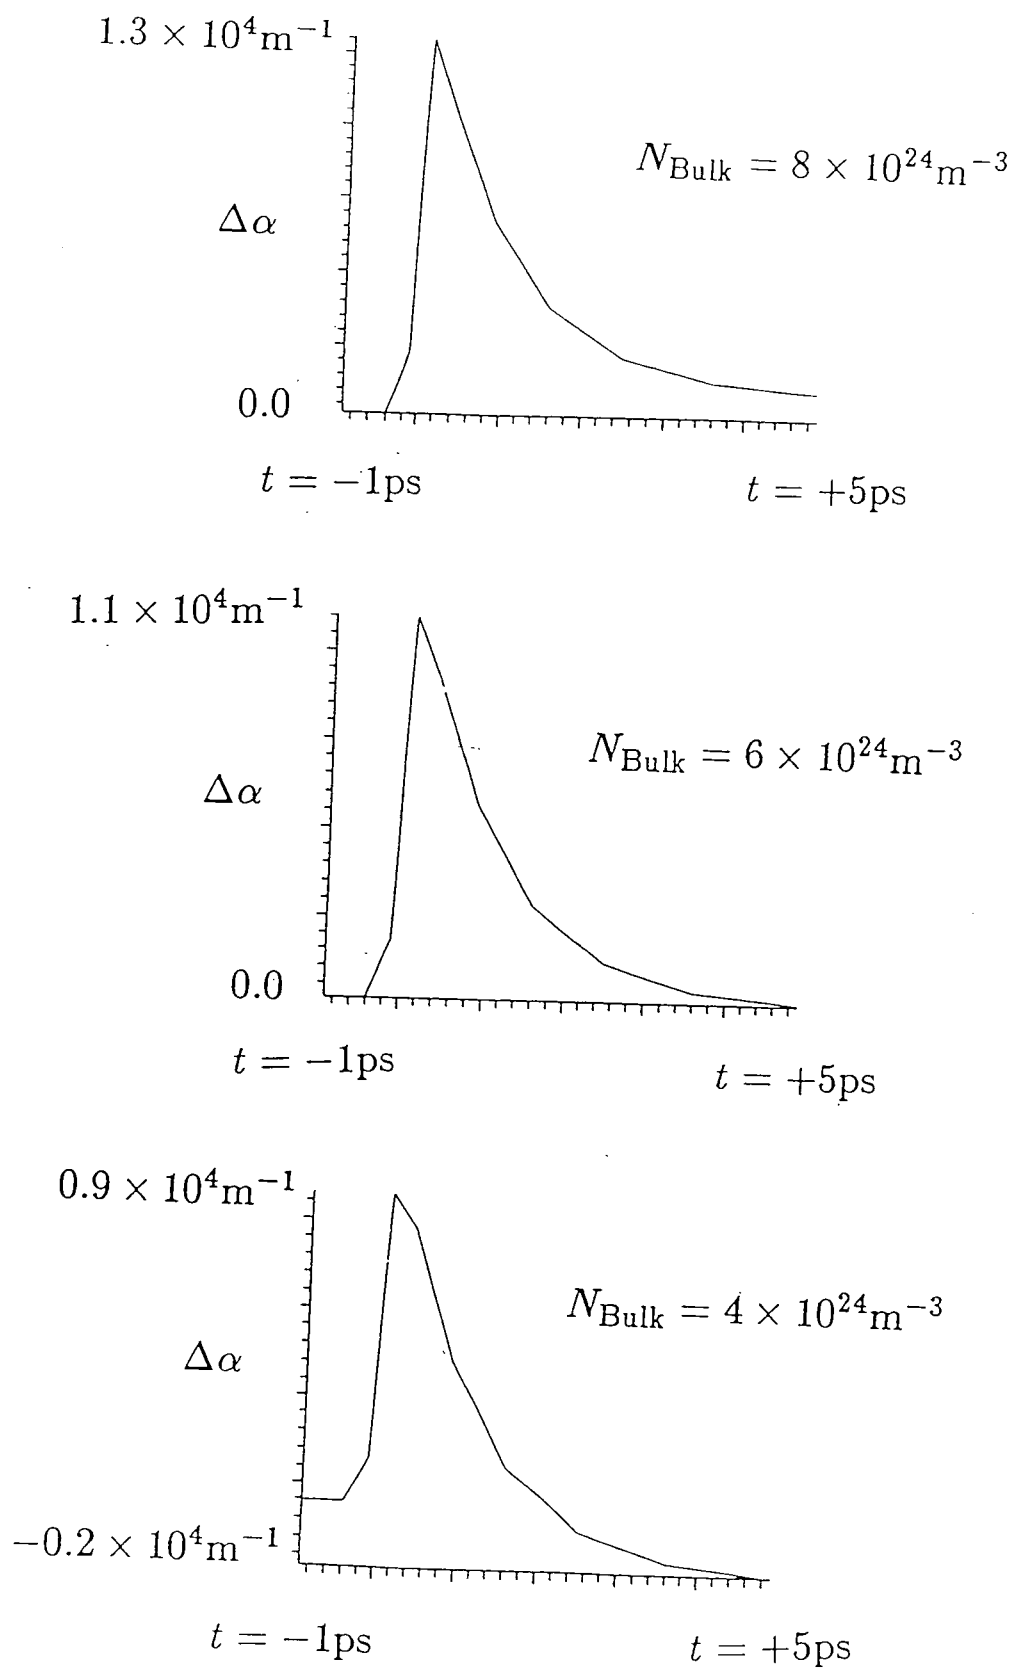 1.3 × 10⁴m⁻¹
N_Bulk = 8 × 10²⁴m⁻³
Δα
0.0
t = −1ps
t = +5ps
1.1 × 10⁴m⁻¹
N_Bulk = 6 × 10²⁴m⁻³
Δα
0.0
t = −1ps
t = +5ps
0.9 × 10⁴m⁻¹
N_Bulk = 4 × 10²⁴m⁻³
Δα
−0.2 × 10⁴m⁻¹
t = −1ps
t = +5ps